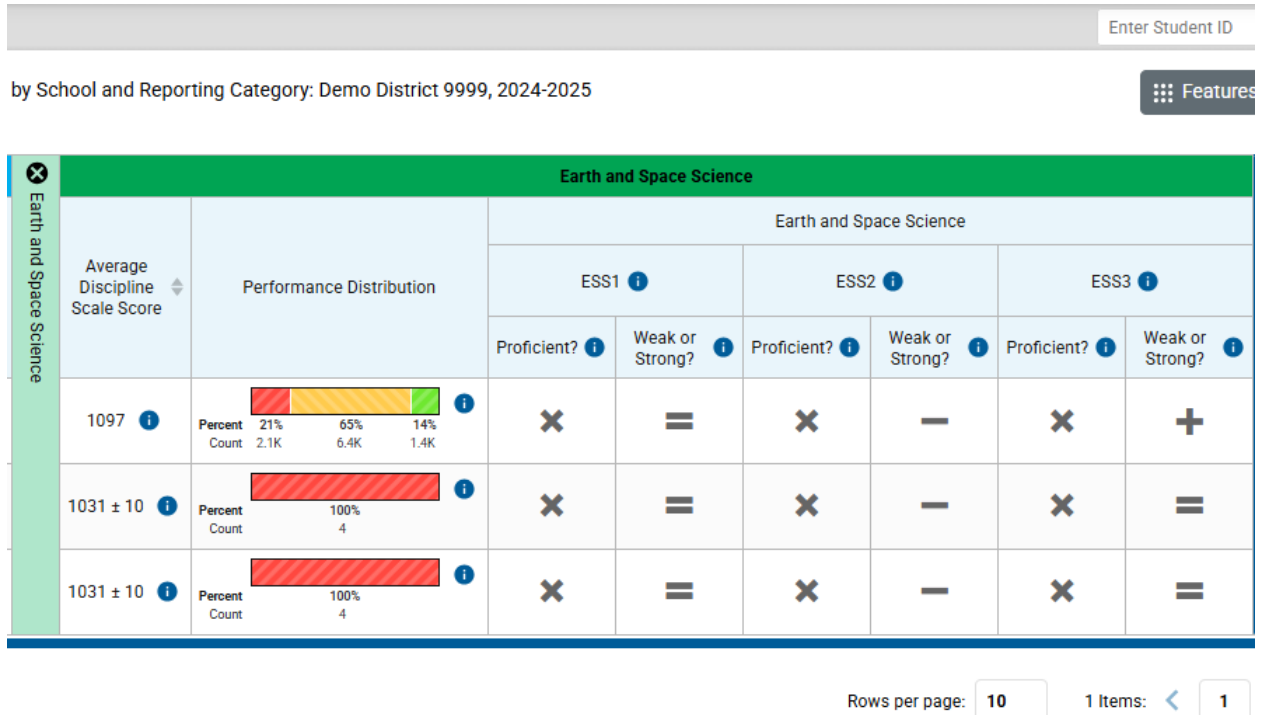 Enter Student ID
by School and Reporting Category: Demo District 9999, 2024-2025
Features
Earth and Space Science
Earth and Space Science
Earth and Space Science
Average
Discipline
Scale Score
Performance Distribution
ESS1
ESS2
ESS3
Proficient?
Weak or
Strong?
Proficient?
Weak or
Strong?
Proficient?
Weak or
Strong?
1097
Percent 21% 65% 14%
Count 2.1K 6.4K 1.4K
1031 ± 10
Percent 100%
Count 4
1031 ± 10
Percent 100%
Count 4
Rows per page: 10 1 Items: 1